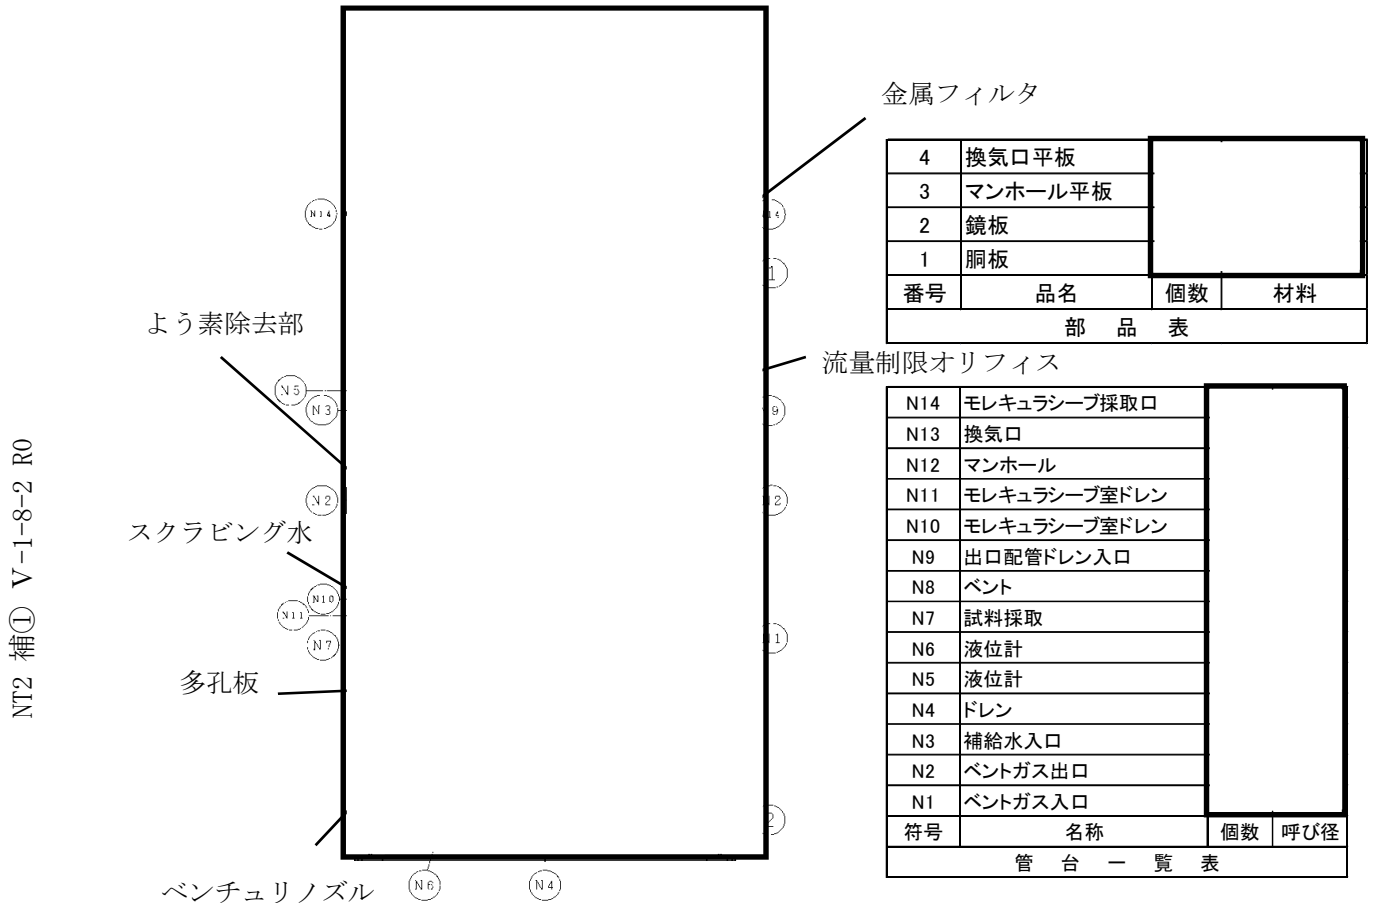 NT2 補① Ⅴ-1-8-2 R0
金属フィルタ
N14
14
1
よう素除去部
流量制限オリフィス
N5
N3
9
N2
2
スクラビング水
N10
N11
N7
1
多孔板
2
ベンチュリノズル
N6
N4
4 換気口平板
3 マンホール平板
2 鏡板
1 胴板
番号 品名 個数 材料
部 品 表
N14 モレキュラシーブ採取口
N13 換気口
N12 マンホール
N11 モレキュラシーブ室ドレン
N10 モレキュラシーブ室ドレン
N9 出口配管ドレン入口
N8 ベント
N7 試料採取
N6 液位計
N5 液位計
N4 ドレン
N3 補給水入口
N2 ベントガス出口
N1 ベントガス入口
符号 名称 個数 呼び径
管 台 一 覧 表